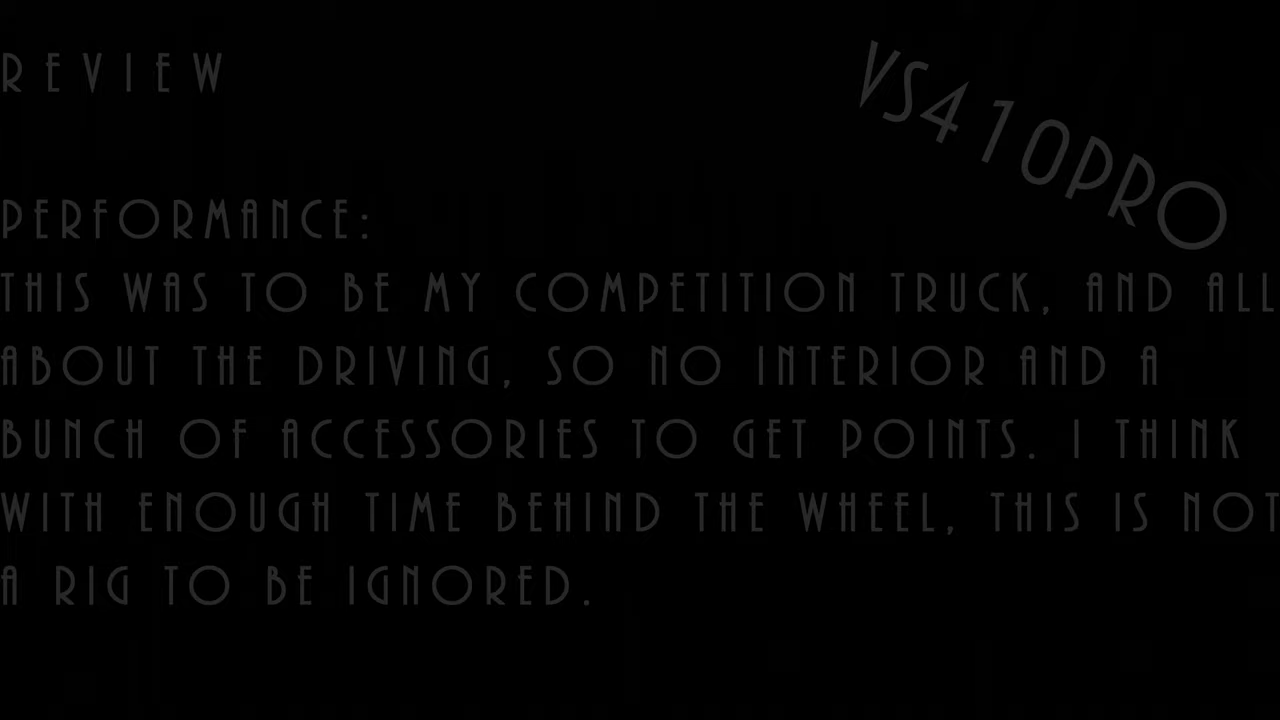 REVIEW
VS410PRO
PERFORMANCE:
THIS WAS TO BE MY COMPETITION TRUCK, AND ALL
ABOUT THE DRIVING, SO NO INTERIOR AND A
BUNCH OF ACCESSORIES TO GET POINTS. I THINK
WITH ENOUGH TIME BEHIND THE WHEEL, THIS IS NOT
A RIG TO BE IGNORED.